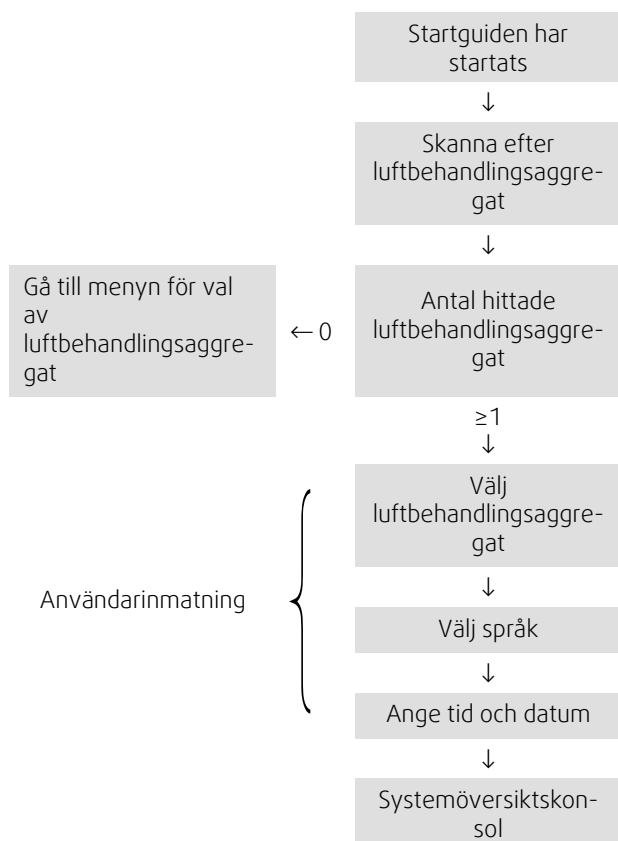 Startguiden har
startats
↓
Skanna efter
luftbehandlingsaggre-
gat
↓
Gå till menyn för val
av
luftbehandlingsaggre-
gat
← 0
Antal hittade
luftbehandlingsaggre-
gat
≥1
↓
Välj
luftbehandlingsaggre-
gat
↓
Användarinmatning
Välj språk
↓
Ange tid och datum
↓
Systemöversiktskon-
sol